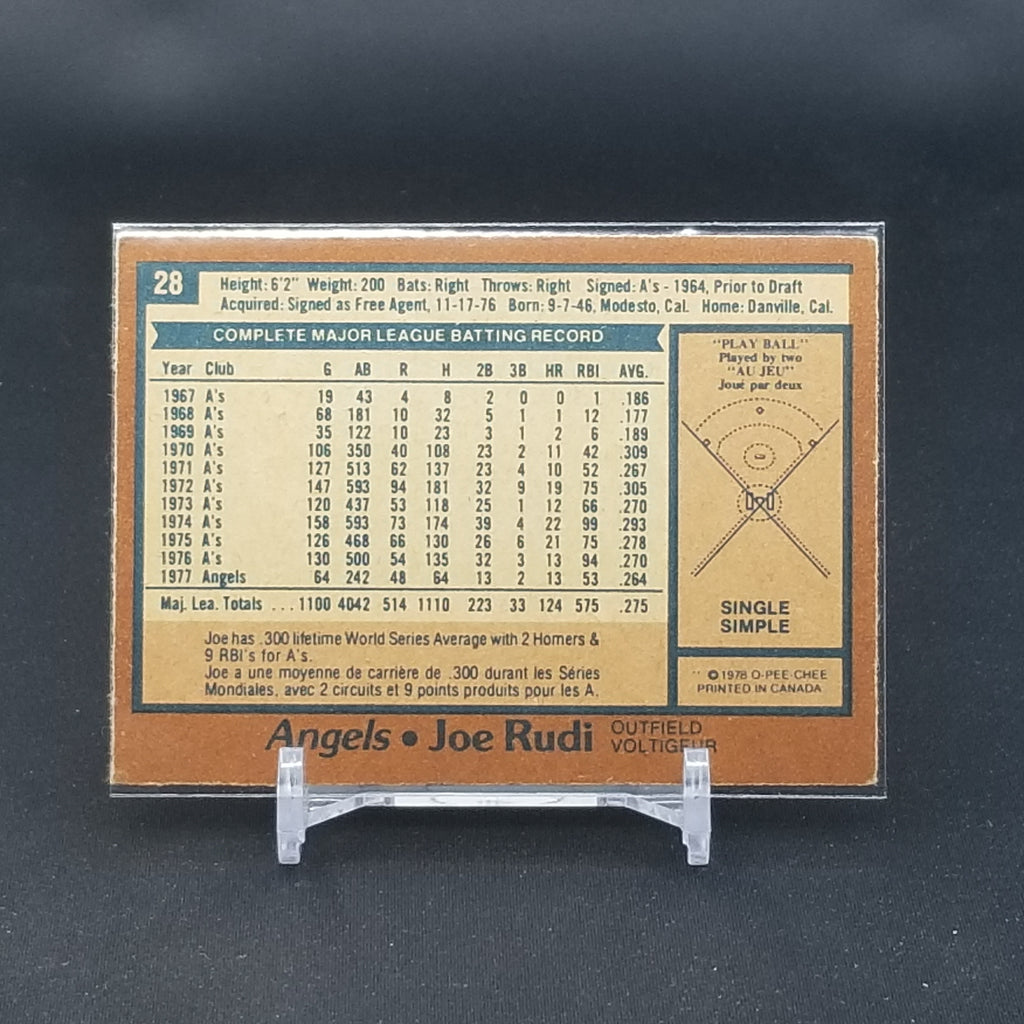 28
Height: 6'2" Weight: 200 Bats: Right Throws: Right Signed: A's - 1964, Prior to Draft
Acquired: Signed as Free Agent, 11-17-76 Born: 9-7-46, Modesto, Cal. Home: Danville, Cal.
COMPLETE MAJOR LEAGUE BATTING RECORD
Year Club G AB R H 2B 3B HR RBI AVG.
1967 A's 19 43 4 8 2 0 0 1 .186
1968 A's 68 181 10 32 5 1 1 12 .177
1969 A's 35 122 10 23 3 1 2 6 .189
1970 A's 106 350 40 108 23 2 11 42 .309
1971 A's 127 513 62 137 23 4 10 52 .267
1972 A's 147 593 94 181 32 9 19 75 .305
1973 A's 120 437 53 118 25 1 12 66 .270
1974 A's 158 593 73 174 39 4 22 99 .293
1975 A's 126 468 66 130 26 6 21 75 .278
1976 A's 130 500 54 135 32 3 13 94 .270
1977 Angels 64 242 48 64 13 2 13 53 .264
Maj. Lea. Totals ... 1100 4042 514 1110 223 33 124 575 .275
Joe has .300 lifetime World Series Average with 2 Homers &
9 RBI's for A's.
Joe a une moyenne de carrière de .300 durant les Séries
Mondiales, avec 2 circuits et 9 points produits pour les A.
"PLAY BALL"
Played by two
"AU JEU"
Joué par deux
SINGLE
SIMPLE
** © 1978 O-PEE-CHEE
PRINTED IN CANADA
Angels • Joe Rudi OUTFIELD
VOLTIGEUR